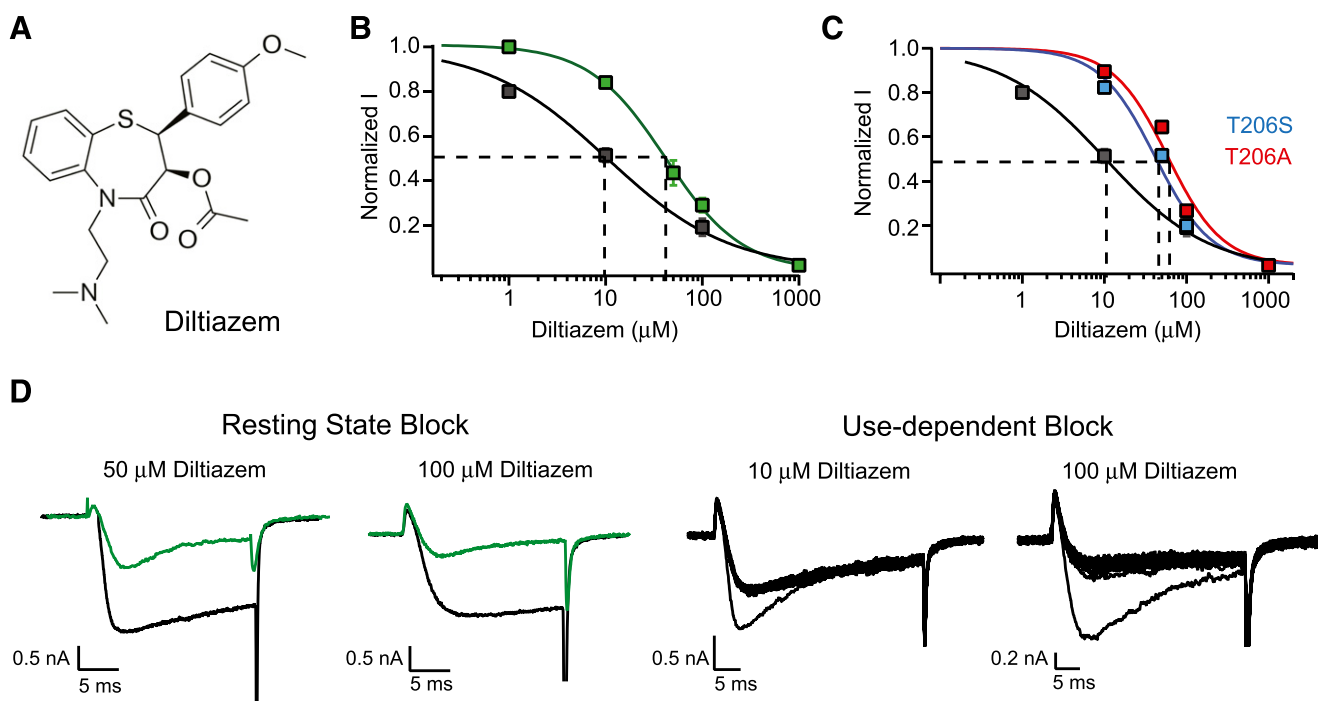 A
O
S
O
N
O
O
N
Diltiazem
B
Normalized I
1.0
0.8
0.6
0.4
0.2
1
10
100
1000
Diltiazem (μM)
C
Normalized I
1.0
0.8
0.6
0.4
0.2
T206S
T206A
1
10
100
1000
Diltiazem (μM)
D
Resting State Block
50 μM Diltiazem
100 μM Diltiazem
0.5 nA
5 ms
0.5 nA
5 ms
Use-dependent Block
10 μM Diltiazem
100 μM Diltiazem
0.5 nA
5 ms
0.2 nA
5 ms